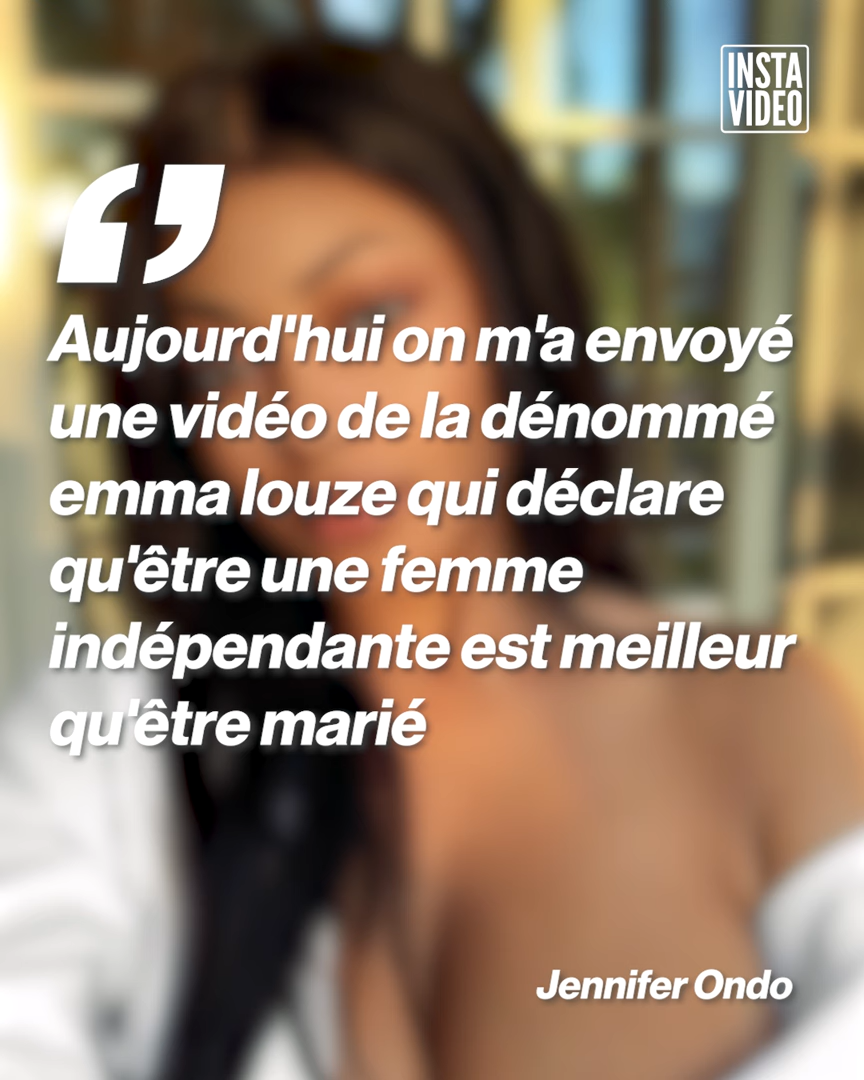 INSTA
VIDEO
Aujourd'hui on m'a envoyé
une vidéo de la dénommé
emma louze qui déclare
qu'être une femme
indépendante est meilleur
qu'être marié
Jennifer Ondo